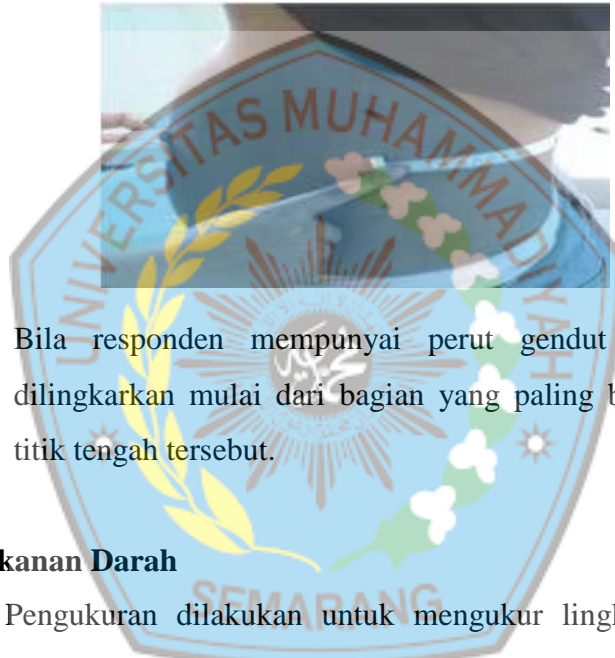 UNIVERSITAS MUHAMMADIYAH
Bila responden mempunyai perut gendut
dilingkarkan mulai dari bagian yang paling b
titik tengah tersebut.
kanan Darah
SEMARANG
Pengukuran dilakukan untuk mengukur lingk